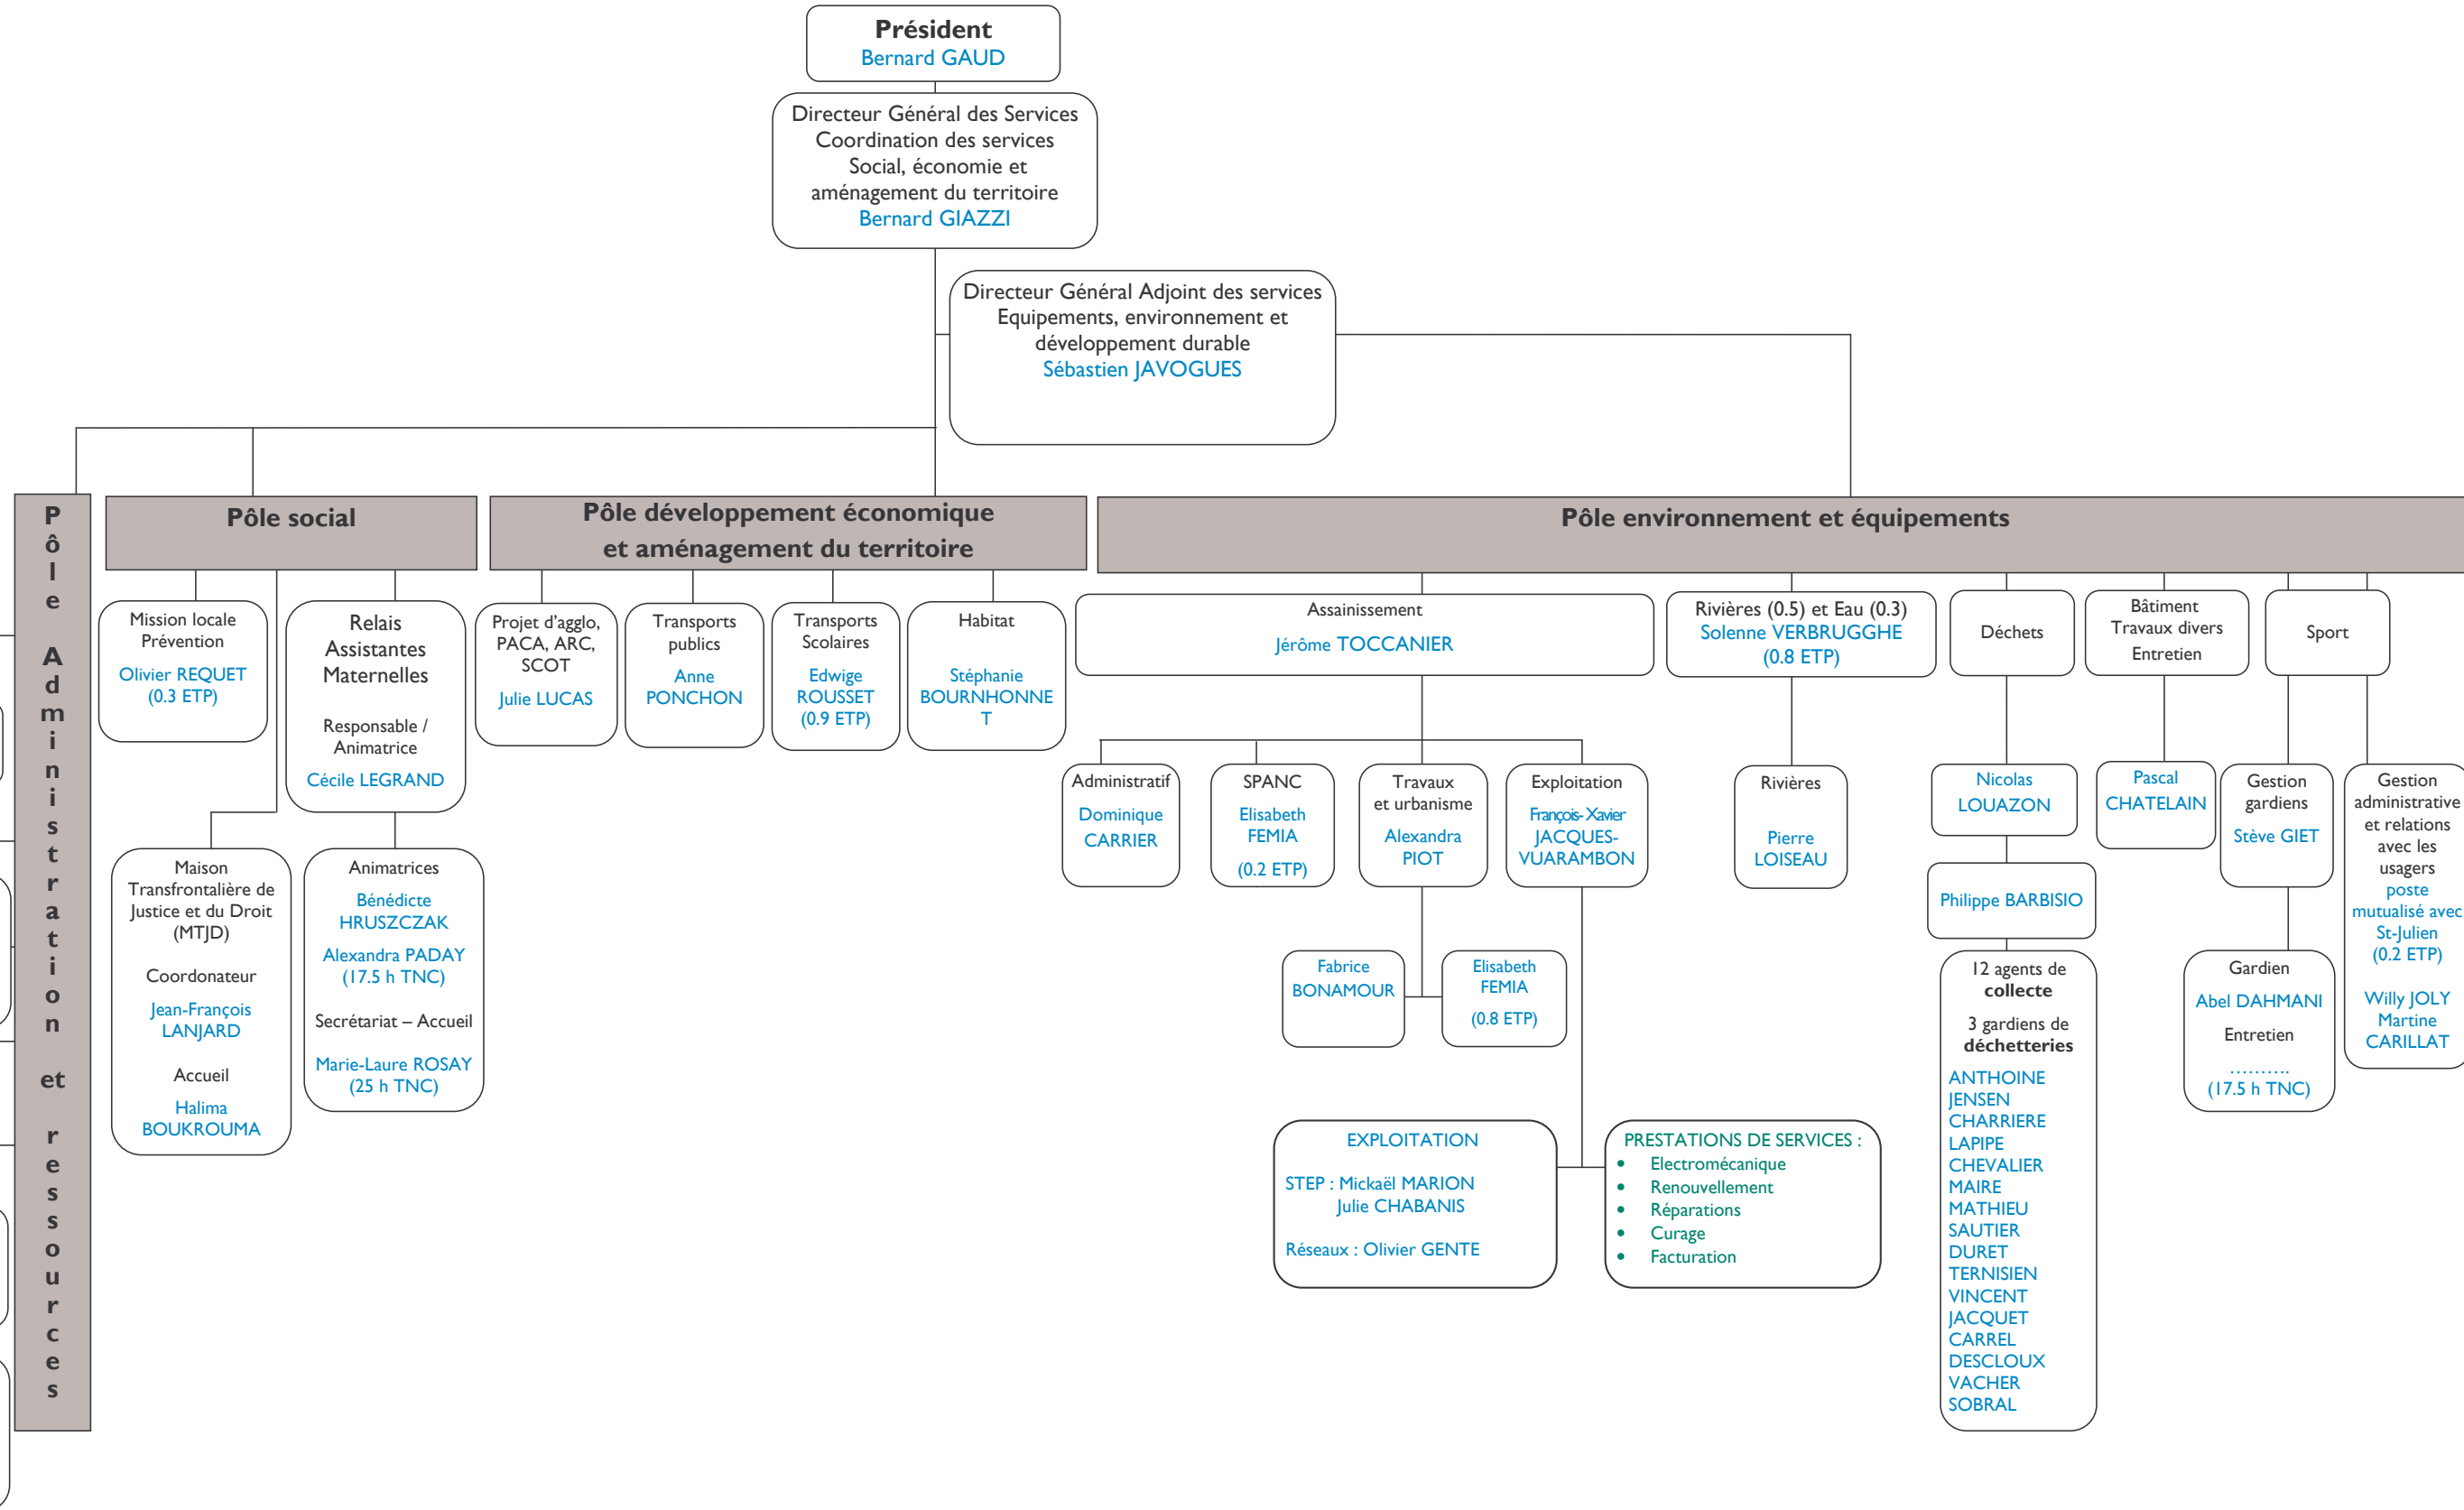 Président
Bernard GAUD
Directeur Général des Services
Coordination des services
Social, économie et
aménagement du territoire
Bernard GIAZZI
Directeur Général Adjoint des services
Equipements, environnement et
développement durable
Sébastien JAVOGUES
Pôle Administration et ressources
Pôle social
Pôle développement économique
et aménagement du territoire
Pôle environnement et équipements
Mission locale
Prévention
Olivier REQUET
(0.3 ETP)
Relais
Assistantes
Maternelles
Responsable /
Animatrice
Cécile LEGRAND
Projet d'agglo,
PACA, ARC,
SCOT
Julie LUCAS
Transports
publics
Anne
PONCHON
Transports
Scolaires
Edwige
ROUSSET
(0.9 ETP)
Habitat
Stéphanie
BOURNHONNE
T
Assainissement
Jérôme TOCCANIER
Rivières (0.5) et Eau (0.3)
Solenne VERBRUGGHE
(0.8 ETP)
Déchets
Bâtiment
Travaux divers
Entretien
Sport
Maison
Transfrontalière de
Justice et du Droit
(MTJD)
Coordonateur
Jean-François
LANJARD
Accueil
Halima
BOUKROUMA
Animatrices
Bénédicte
HRUSZCZAK
Alexandra PADAY
(17.5 h TNC)
Secrétariat – Accueil
Marie-Laure ROSAY
(25 h TNC)
Administratif
Dominique
CARRIER
SPANC
Elisabeth
FEMIA
(0.2 ETP)
Travaux
et urbanisme
Alexandra
PIOT
Exploitation
François- Xavier
JACQUES-
VUARAMBON
Rivières
Pierre
LOISEAU
Nicolas
LOUAZON
Pascal
CHATELAIN
Gestion
gardiens
Stève GIET
Gestion
administrative
et relations
avec les
usagers
poste
mutualisé avec
St-Julien
(0.2 ETP)
Willy JOLY
Martine
CARILLAT
Philippe BARBISIO
Fabrice
BONAMOUR
Elisabeth
FEMIA
(0.8 ETP)
12 agents de
collecte
3 gardiens de
déchetteries
ANTHOINE
JENSEN
CHARRIERE
LAPIPE
CHEVALIER
MAIRE
MATHIEU
SAUTIER
DURET
TERNISIEN
VINCENT
JACQUET
CARREL
DESCLOUX
VACHER
SOBRAL
Gardien
Abel DAHMANI
Entretien
……….
(17.5 h TNC)
EXPLOITATION
STEP : Mickaël MARION
Julie CHABANIS
Réseaux : Olivier GENTE
PRESTATIONS DE SERVICES :
• Electromécanique
• Renouvellement
• Réparations
• Curage
• Facturation